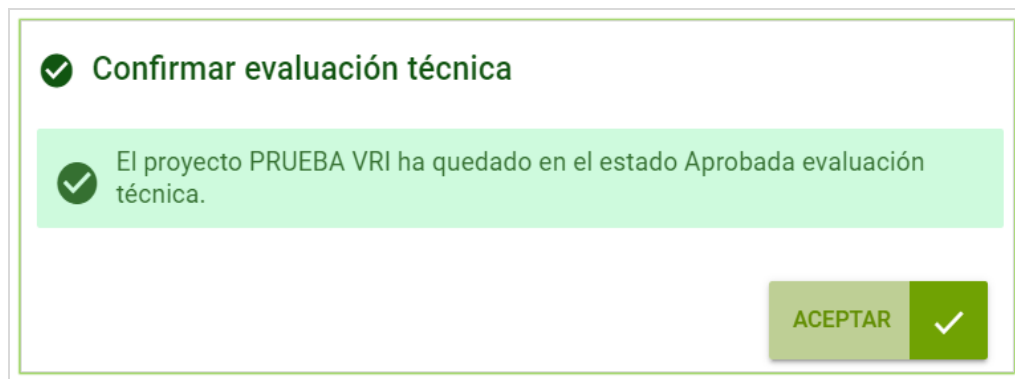 Confirmar evaluación técnica
El proyecto PRUEBA VRI ha quedado en el estado Aprobada evaluación
técnica.
ACEPTAR